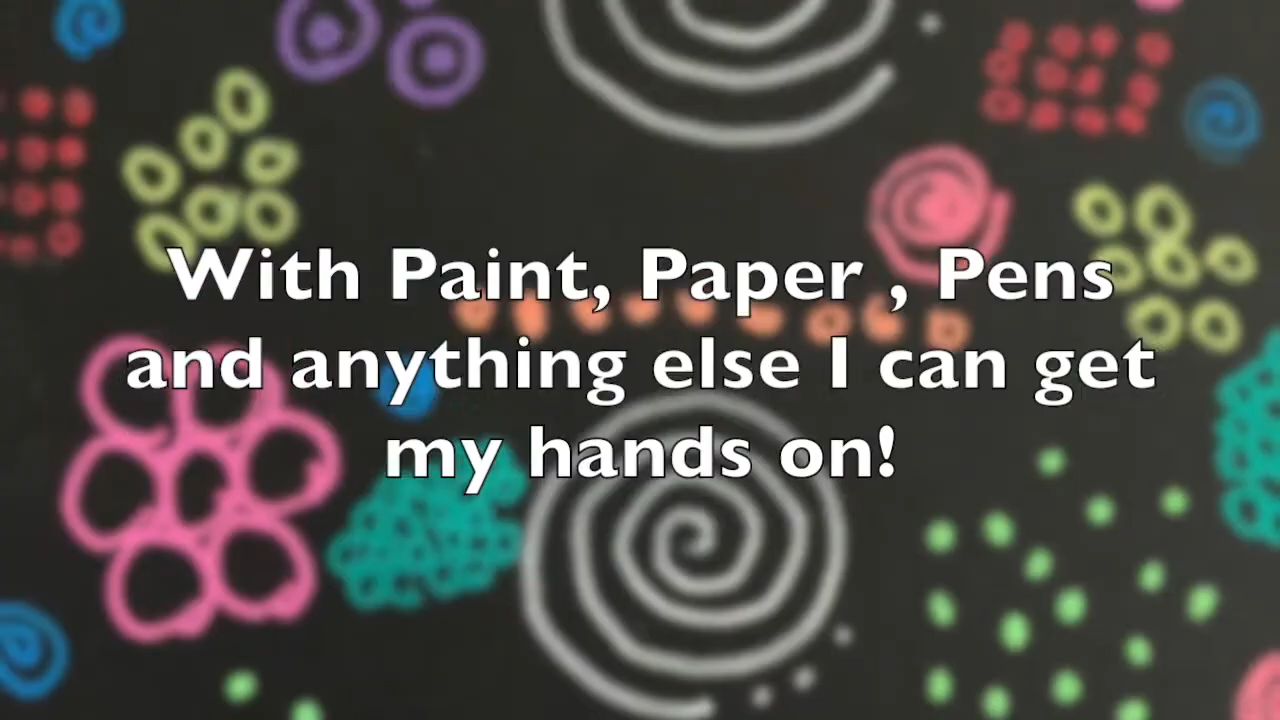 With Paint, Paper , Pens
and anything else I can get
my hands on!